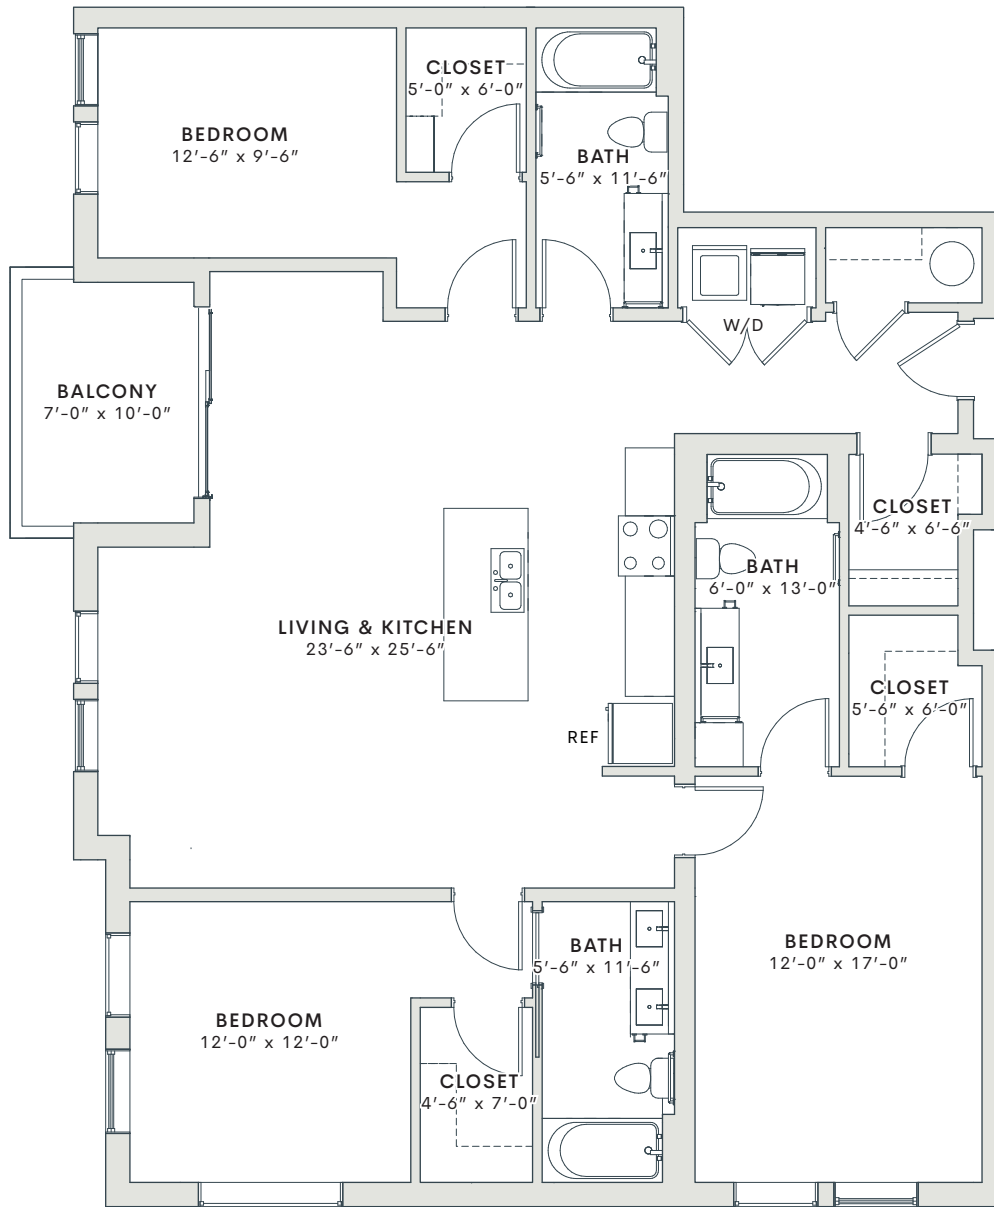 CLOSET
5'-0" x 6'-0"
BEDROOM
12'-6" x 9'-6"
BATH
5'-6" x 11'-6"
W/D
BALCONY
7'-0" x 10'-0"
CLOSET
4'-6" x 6'-6"
BATH
6'-0" x 13'-0"
LIVING & KITCHEN
23'-6" x 25'-6"
CLOSET
5'-6" x 6'-0"
REF
BATH
5'-6" x 11'-6"
BEDROOM
12'-0" x 17'-0"
BEDROOM
12'-0" x 12'-0"
CLOSET
4'-6" x 7'-0"